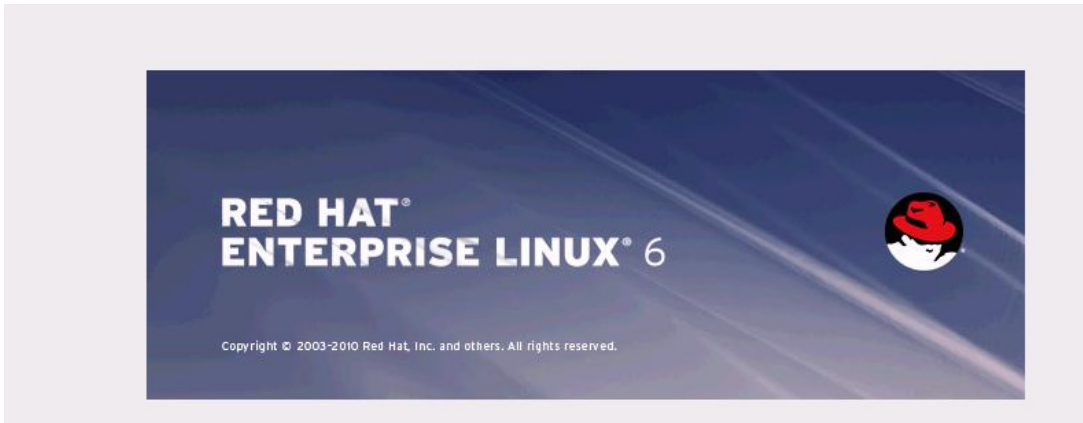 RED HAT®
ENTERPRISE LINUX® 6
Copyright © 2003-2010 Red Hat, Inc. and others. All rights reserved.